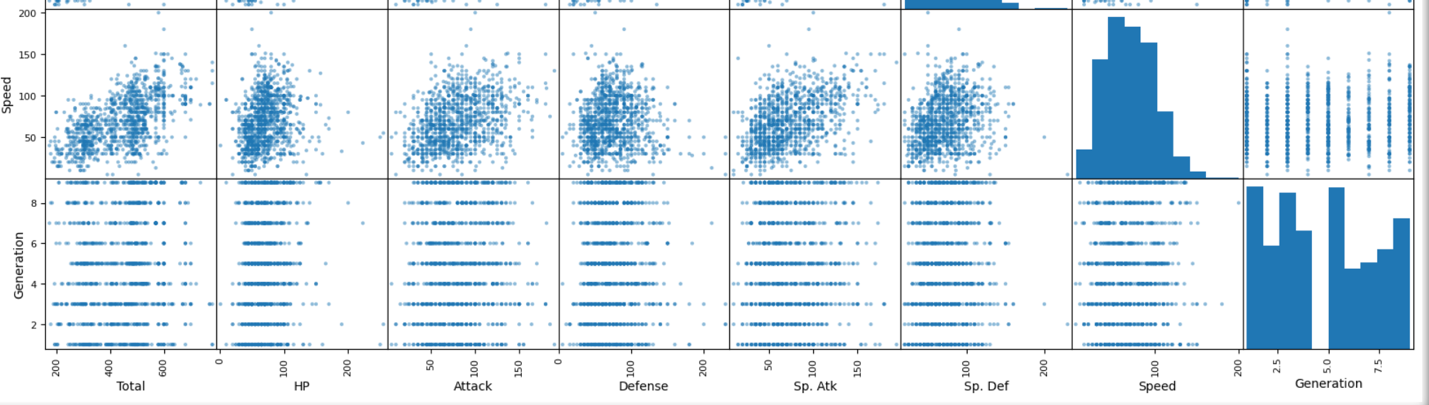 200
150
100
50
Speed
8
6
4
2
Generation
200 400 600
Total
0 100 200
HP
50 100 150
Attack
0 100 200
Defense
50 100 150
Sp. Atk
100 200
Sp. Def
100 200
Speed
2.5 5.0 7.5
Generation